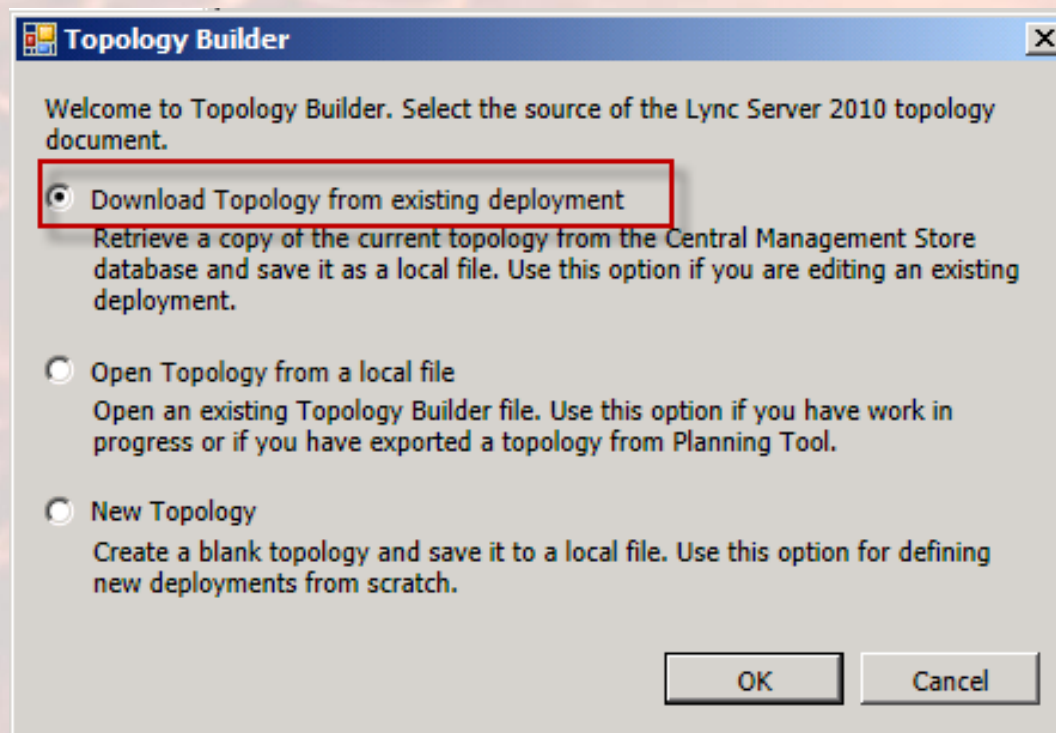 Topology Builder
Welcome to Topology Builder. Select the source of the Lync Server 2010 topology
document.
Download Topology from existing deployment
Retrieve a copy of the current topology from the Central Management Store
database and save it as a local file. Use this option if you are editing an existing
deployment.
Open Topology from a local file
Open an existing Topology Builder file. Use this option if you have work in
progress or if you have exported a topology from Planning Tool.
New Topology
Create a blank topology and save it to a local file. Use this option for defining
new deployments from scratch.
OK Cancel